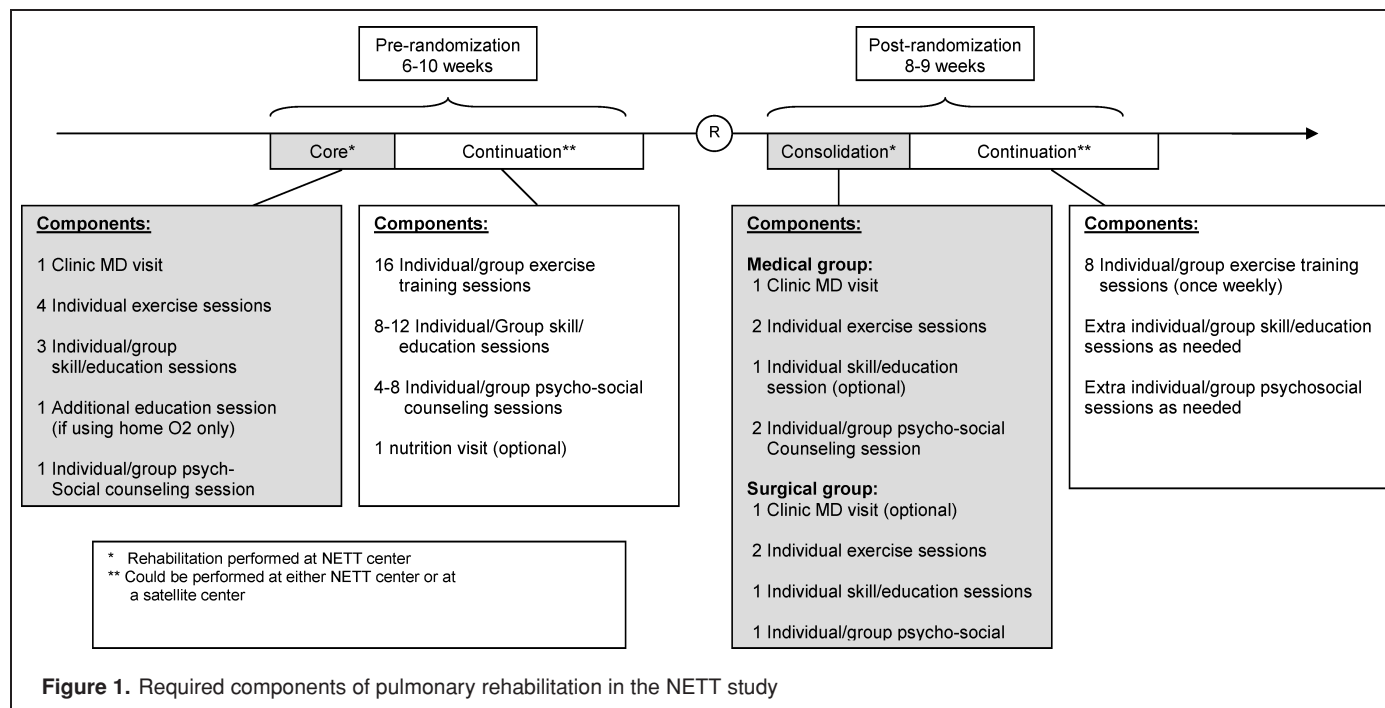 Pre-randomization
6-10 weeks
Post-randomization
8-9 weeks
R
Core*
Continuation**
Consolidation*
Continuation**
Components:
1 Clinic MD visit
4 Individual exercise sessions
3 Individual/group
skill/education sessions
1 Additional education session
(if using home O2 only)
1 Individual/group psych-
Social counseling session
Components:
16 Individual/group exercise
training sessions
8-12 Individual/Group skill/
education sessions
4-8 Individual/group psycho-social
counseling sessions
1 nutrition visit (optional)
Components:
Medical group:
1 Clinic MD visit
2 Individual exercise sessions
1 Individual skill/education
session (optional)
2 Individual/group psycho-social
Counseling session
Surgical group:
1 Clinic MD visit (optional)
2 Individual exercise sessions
1 Individual skill/education sessions
1 Individual/group psycho-social
Components:
8 Individual/group exercise training
sessions (once weekly)
Extra individual/group skill/education
sessions as needed
Extra individual/group psychosocial
sessions as needed
* Rehabilitation performed at NETT center
** Could be performed at either NETT center or at
a satellite center
Figure 1. Required components of pulmonary rehabilitation in the NETT study